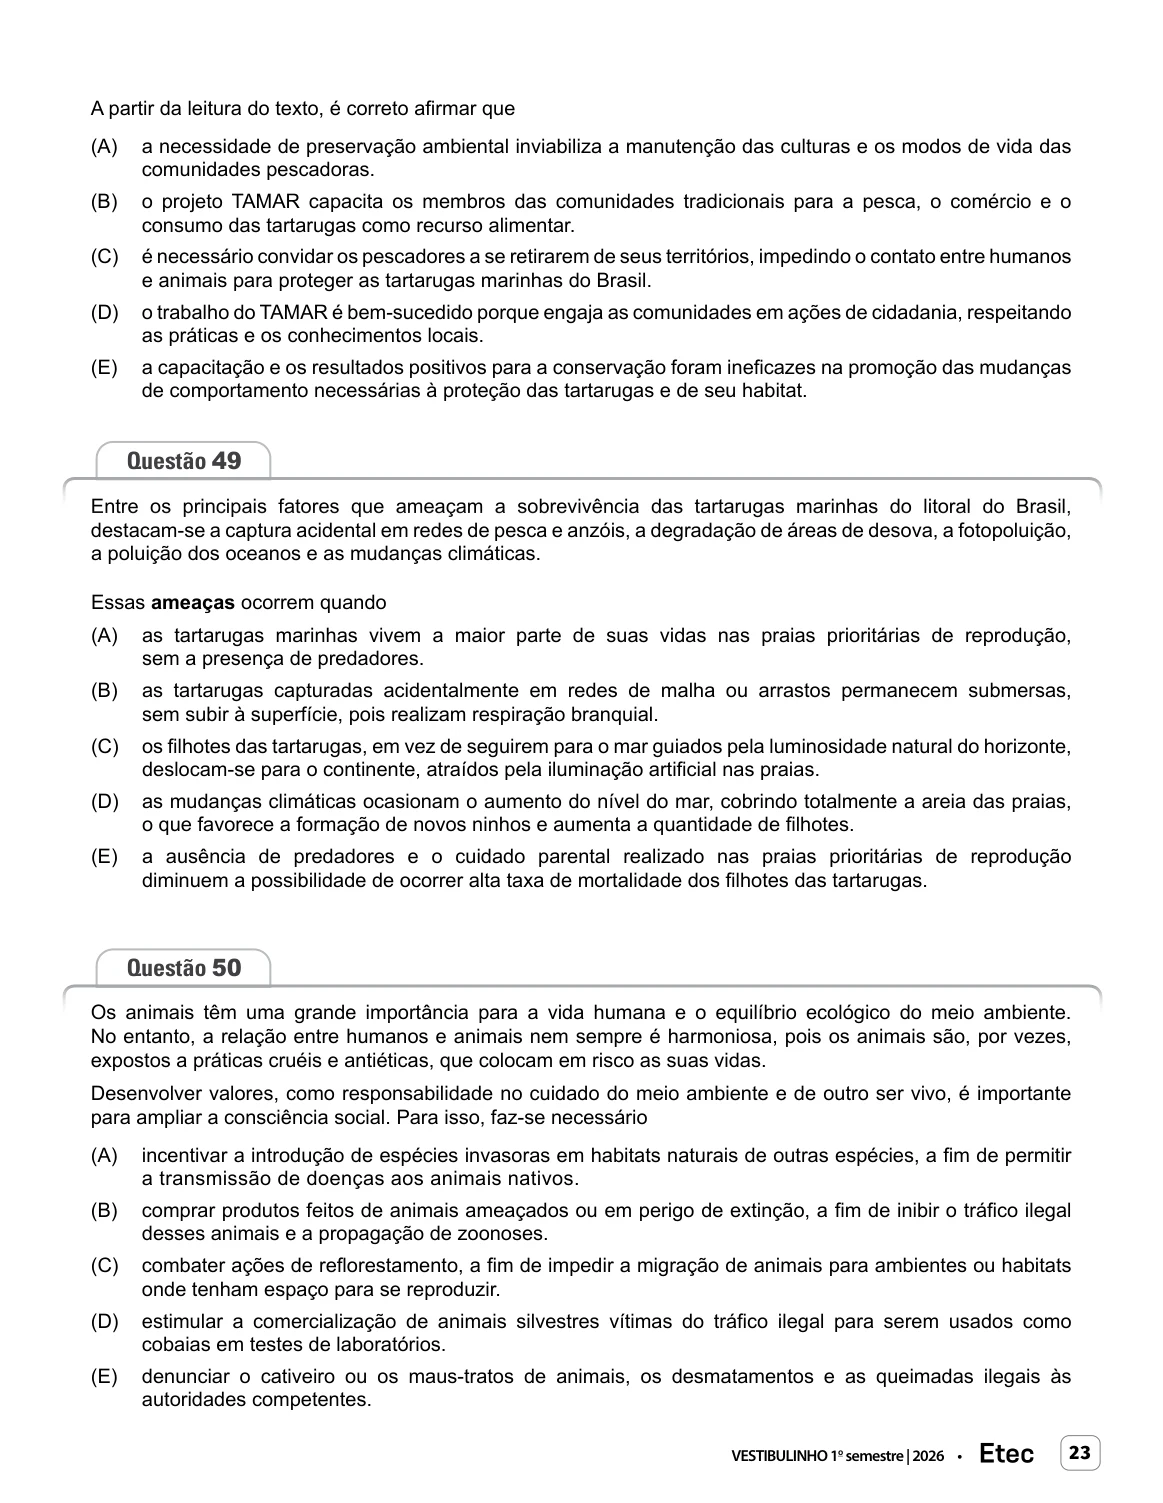 A partir da leitura do texto, é correto afirmar que
(A) a necessidade de preservação ambiental inviabiliza a manutenção das culturas e os modos de vida das
comunidades pescadoras.
(B) o projeto TAMAR capacita os membros das comunidades tradicionais para a pesca, o comércio e o
consumo das tartarugas como recurso alimentar.
(C) é necessário convidar os pescadores a se retirarem de seus territórios, impedindo o contato entre humanos
e animais para proteger as tartarugas marinhas do Brasil.
(D) o trabalho do TAMAR é bem-sucedido porque engaja as comunidades em ações de cidadania, respeitando
as práticas e os conhecimentos locais.
(E) a capacitação e os resultados positivos para a conservação foram ineficazes na promoção das mudanças
de comportamento necessárias à proteção das tartarugas e de seu habitat.
Questão 49
Entre os principais fatores que ameaçam a sobrevivência das tartarugas marinhas do litoral do Brasil,
destacam-se a captura acidental em redes de pesca e anzóis, a degradação de áreas de desova, a fotopoluição,
a poluição dos oceanos e as mudanças climáticas.
Essas ameaças ocorrem quando
(A) as tartarugas marinhas vivem a maior parte de suas vidas nas praias prioritárias de reprodução,
sem a presença de predadores.
(B) as tartarugas capturadas acidentalmente em redes de malha ou arrastos permanecem submersas,
sem subir à superfície, pois realizam respiração branquial.
(C) os filhotes das tartarugas, em vez de seguirem para o mar guiados pela luminosidade natural do horizonte,
deslocam-se para o continente, atraídos pela iluminação artificial nas praias.
(D) as mudanças climáticas ocasionam o aumento do nível do mar, cobrindo totalmente a areia das praias,
o que favorece a formação de novos ninhos e aumenta a quantidade de filhotes.
(E) a ausência de predadores e o cuidado parental realizado nas praias prioritárias de reprodução
diminuem a possibilidade de ocorrer alta taxa de mortalidade dos filhotes das tartarugas.
Questão 50
Os animais têm uma grande importância para a vida humana e o equilíbrio ecológico do meio ambiente.
No entanto, a relação entre humanos e animais nem sempre é harmoniosa, pois os animais são, por vezes,
expostos a práticas cruéis e antiéticas, que colocam em risco as suas vidas.
Desenvolver valores, como responsabilidade no cuidado do meio ambiente e de outro ser vivo, é importante
para ampliar a consciência social. Para isso, faz-se necessário
(A) incentivar a introdução de espécies invasoras em habitats naturais de outras espécies, a fim de permitir
a transmissão de doenças aos animais nativos.
(B) comprar produtos feitos de animais ameaçados ou em perigo de extinção, a fim de inibir o tráfico ilegal
desses animais e a propagação de zoonoses.
(C) combater ações de reflorestamento, a fim de impedir a migração de animais para ambientes ou habitats
onde tenham espaço para se reproduzir.
(D) estimular a comercialização de animais silvestres vítimas do tráfico ilegal para serem usados como
cobaias em testes de laboratórios.
(E) denunciar o cativeiro ou os maus-tratos de animais, os desmatamentos e as queimadas ilegais às
autoridades competentes.
VESTIBULINHO 1º semestre | 2026 • Etec 23